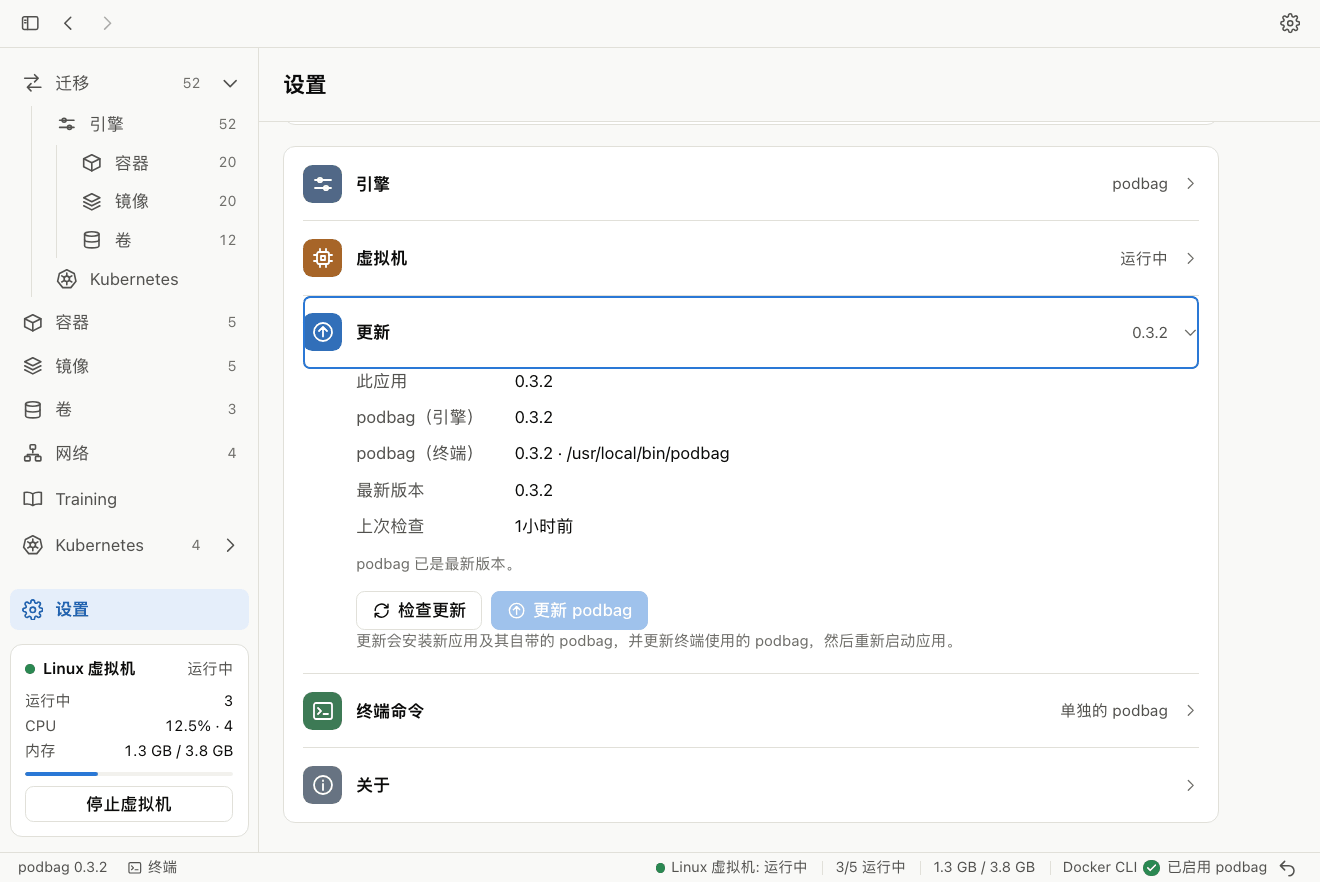 迁移 52
引擎 52
容器 20
镜像 20
卷 12
Kubernetes
容器 5
镜像 5
卷 3
网络 4
Training
Kubernetes 4
设置
Linux 虚拟机 运行中
运行中 3
CPU 12.5% · 4
内存 1.3 GB / 3.8 GB
停止虚拟机
设置
引擎 podbag
虚拟机 运行中
更新 0.3.2
此应用 0.3.2
podbag（引擎） 0.3.2
podbag（终端） 0.3.2 · /usr/local/bin/podbag
最新版本 0.3.2
上次检查 1小时前
podbag 已是最新版本。
检查更新 更新 podbag
更新会安装新应用及其自带的 podbag，并更新终端使用的 podbag，然后重新启动应用。
终端命令 单独的 podbag
关于
podbag 0.3.2 终端 Linux 虚拟机: 运行中 3/5 运行中 1.3 GB / 3.8 GB Docker CLI 已启用 podbag